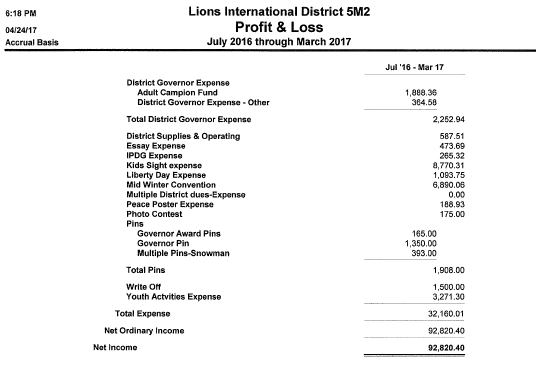 6:18 PM
Lions International District 5M2
04/24/17
Profit & Loss
Accrual Basis
July 2016 through March 2017
Jul '16 - Mar 17
District Governor Expense
Adult Campion Fund 1,888.36
District Governor Expense - Other 364.58
Total District Governor Expense 2,252.94
District Supplies & Operating 587.51
Essay Expense 473.69
IPDG Expense 265.32
Kids Sight expense 8,770.31
Liberty Day Expense 1,093.75
Mid Winter Convention 6,890.06
Multiple District dues-Expense 0.00
Peace Poster Expense 188.93
Photo Contest 175.00
Pins
Governor Award Pins 165.00
Governor Pin 1,350.00
Multiple Pins-Snowman 393.00
Total Pins 1,908.00
Write Off 1,500.00
Youth Actvities Expense 3,271.30
Total Expense 32,160.01
Net Ordinary Income 92,820.40
Net Income 92,820.40